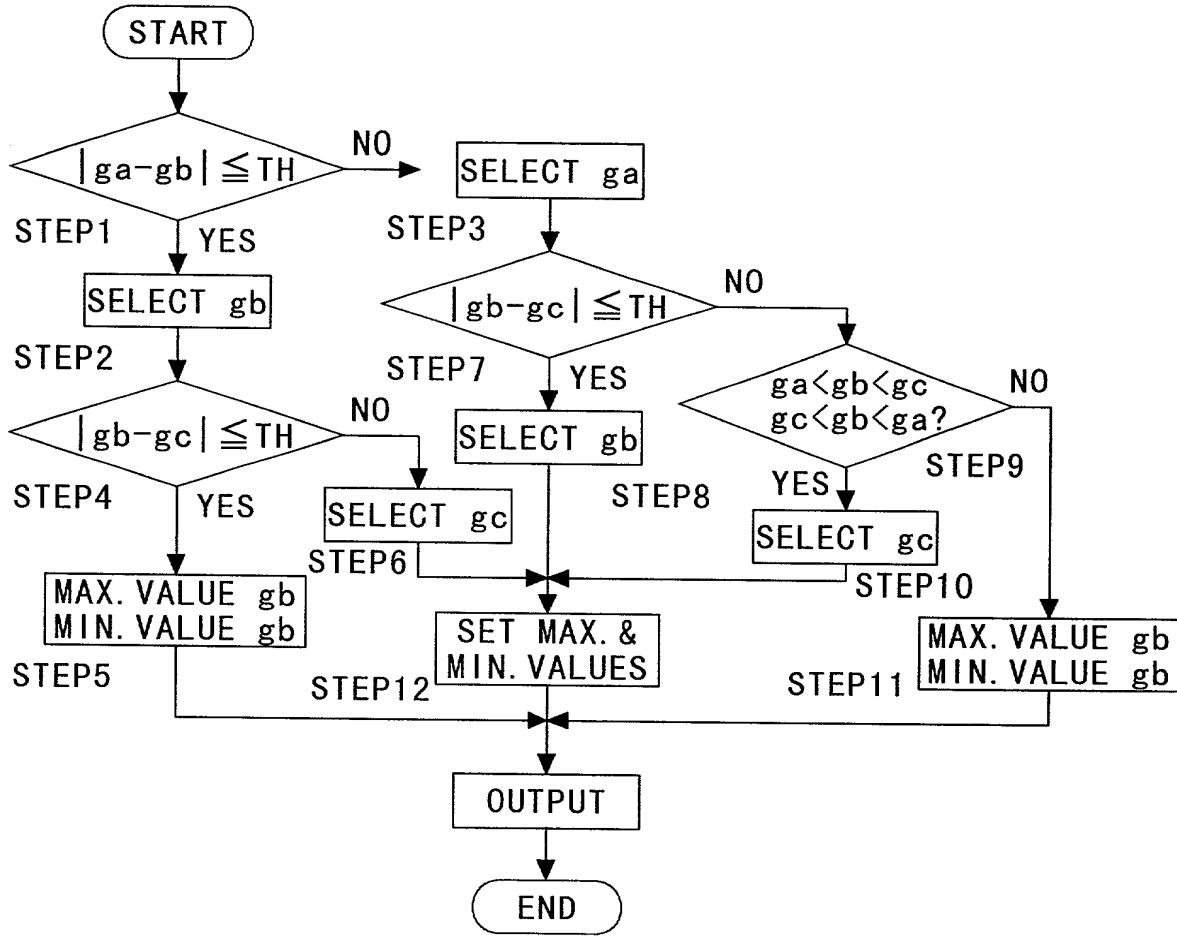 START
|ga-gb|≦TH
NO
STEP1
YES
SELECT ga
STEP3
SELECT gb
STEP2
|gb-gc|≦TH
NO
STEP7
YES
ga<gb<gc
gc<gb<ga?
NO
STEP9
|gb-gc|≦TH
NO
STEP4
YES
SELECT gb
STEP8
YES
SELECT gc
STEP6
SELECT gc
STEP10
MAX. VALUE gb
MIN. VALUE gb
STEP5
SET MAX. &
MIN. VALUES
STEP12
MAX. VALUE gb
MIN. VALUE gb
STEP11
OUTPUT
END